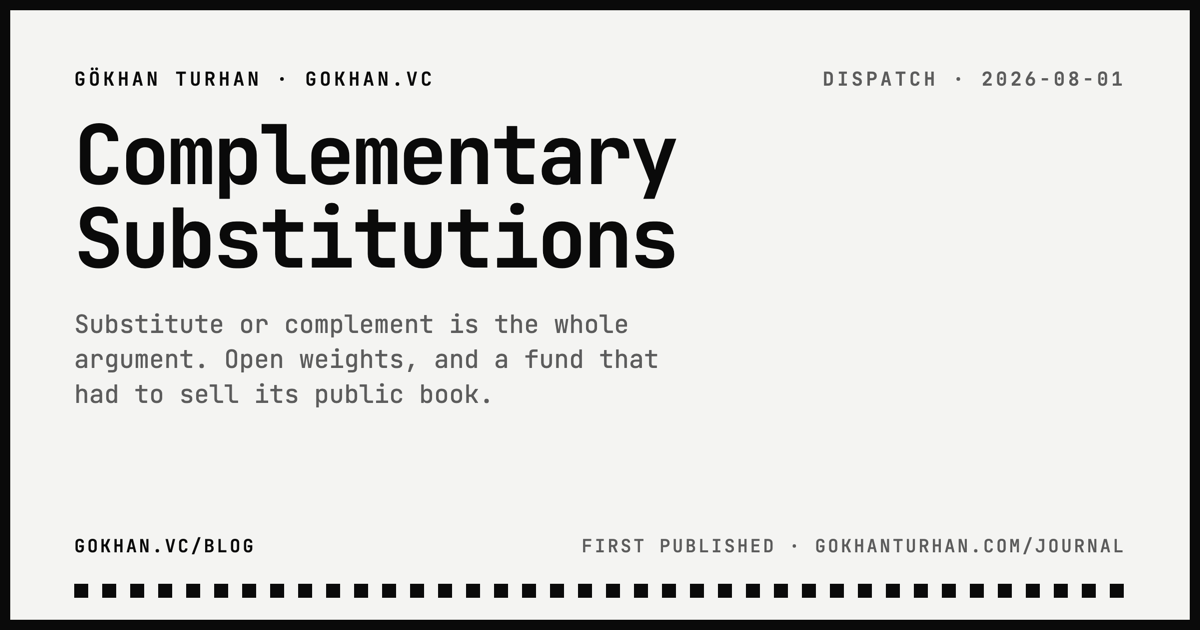 GÖKHAN TURHAN · GOKHAN.VC
DISPATCH · 2026-08-01
Complementary
Substitutions
Substitute or complement is the whole
argument. Open weights, and a fund that
had to sell its public book.
GOKHAN.VC/BLOG
FIRST PUBLISHED · GOKHANTURHAN.COM/JOURNAL